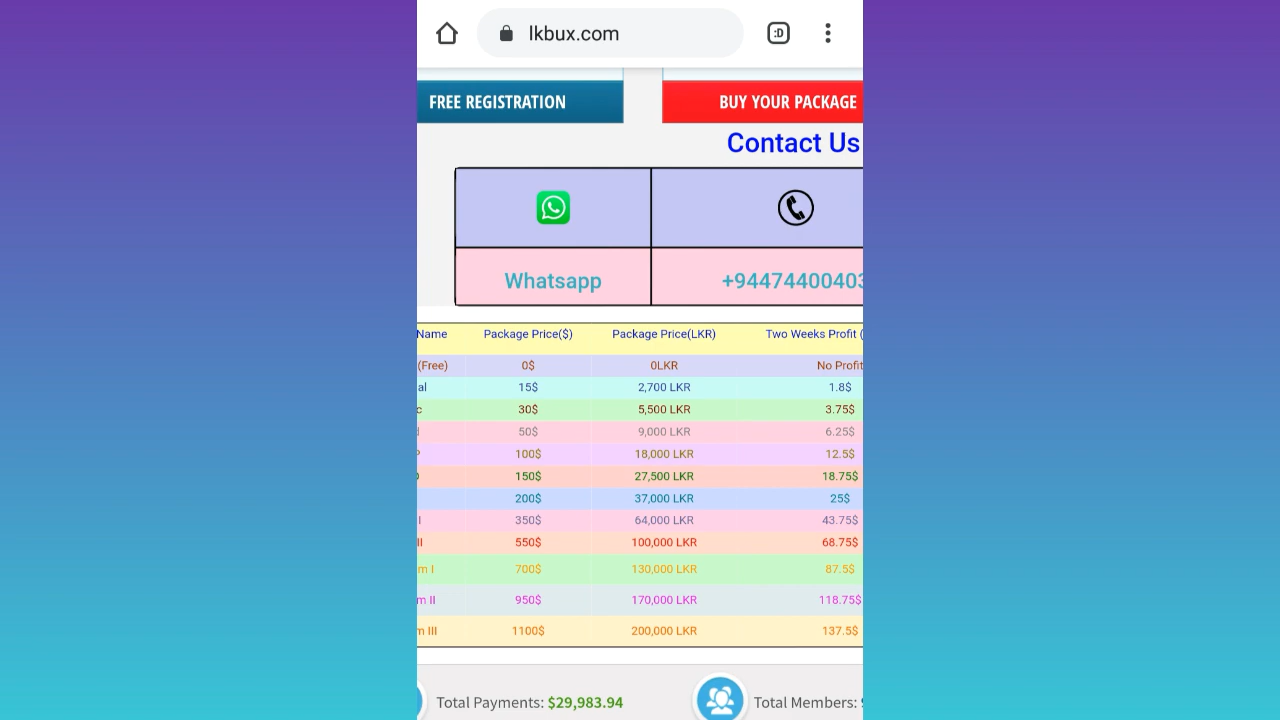 lkbux.com :D
FREE REGISTRATION BUY YOUR PACKAGE
Contact Us
Whatsapp +9447440040
Name Package Price($) Package Price(LKR) Two Weeks Profit (
(Free) 0$ 0LKR No Profit
al 15$ 2,700 LKR 1.8$
c 30$ 5,500 LKR 3.75$
50$ 9,000 LKR 6.25$
100$ 18,000 LKR 12.5$
150$ 27,500 LKR 18.75$
200$ 37,000 LKR 25$
I 350$ 64,000 LKR 43.75$
II 550$ 100,000 LKR 68.75$
m I 700$ 130,000 LKR 87.5$
m II 950$ 170,000 LKR 118.75$
m III 1100$ 200,000 LKR 137.5$
Total Payments: $29,983.94 Total Members: